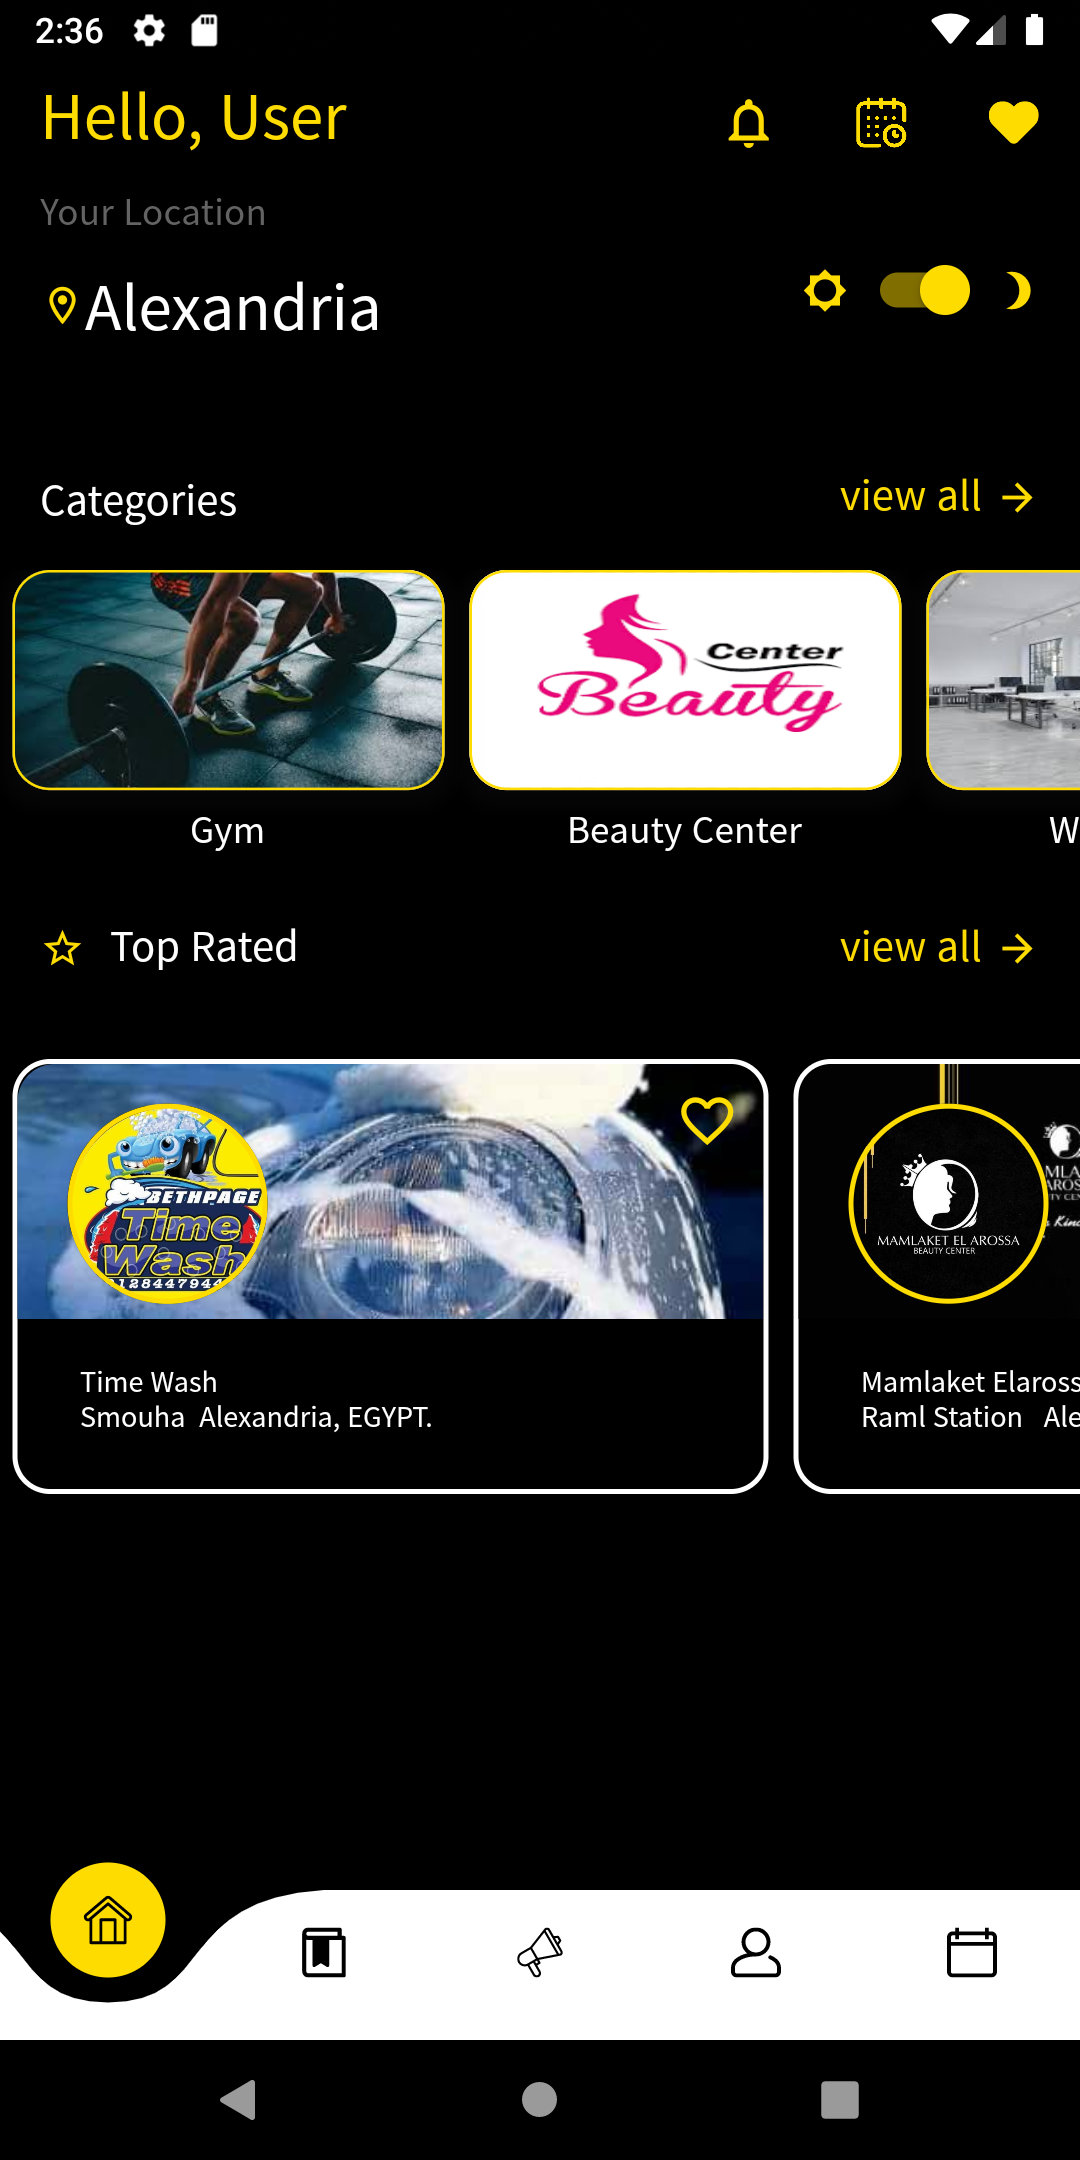 2:36
Hello, User
Your Location
Alexandria
Categories
view all
Center
Beauty
Gym
Beauty Center
W
Top Rated
view all
BETHPAGE
Time
Wash
MAMLAKET EL AROSSA
BEAUTY CENTER
Time Wash
Smouha Alexandria, EGYPT.
Mamlaket Elaross
Raml Station Ale